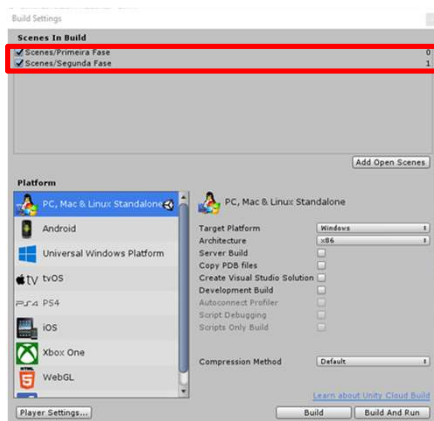 Build Settings
Scenes In Build
Scenes/Primeira Fase 0
Scenes/Segunda Fase 1
Add Open Scenes
Platform
PC, Mac & Linux Standalone
Android
Universal Windows Platform
tv tvOS
PS4 PS4
iOS
Xbox One
WebGL
PC, Mac & Linux Standalone
Target Platform Windows
Architecture x86
Server Build
Copy PDB files
Create Visual Studio Solution
Development Build
Autoconnect Profiler
Script Debugging
Scripts Only Build
Compression Method Default
Learn about Unity Cloud Build
Player Settings...
Build
Build And Run